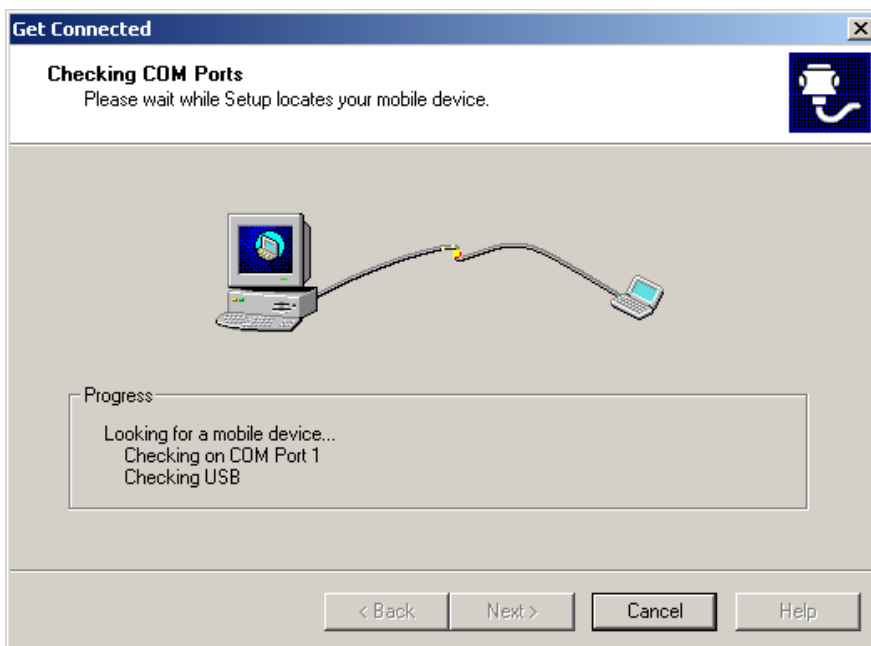 Get Connected
Checking COM Ports
Please wait while Setup locates your mobile device.
Progress
Looking for a mobile device...
Checking on COM Port 1
Checking USB
< Back
Next >
Cancel
Help